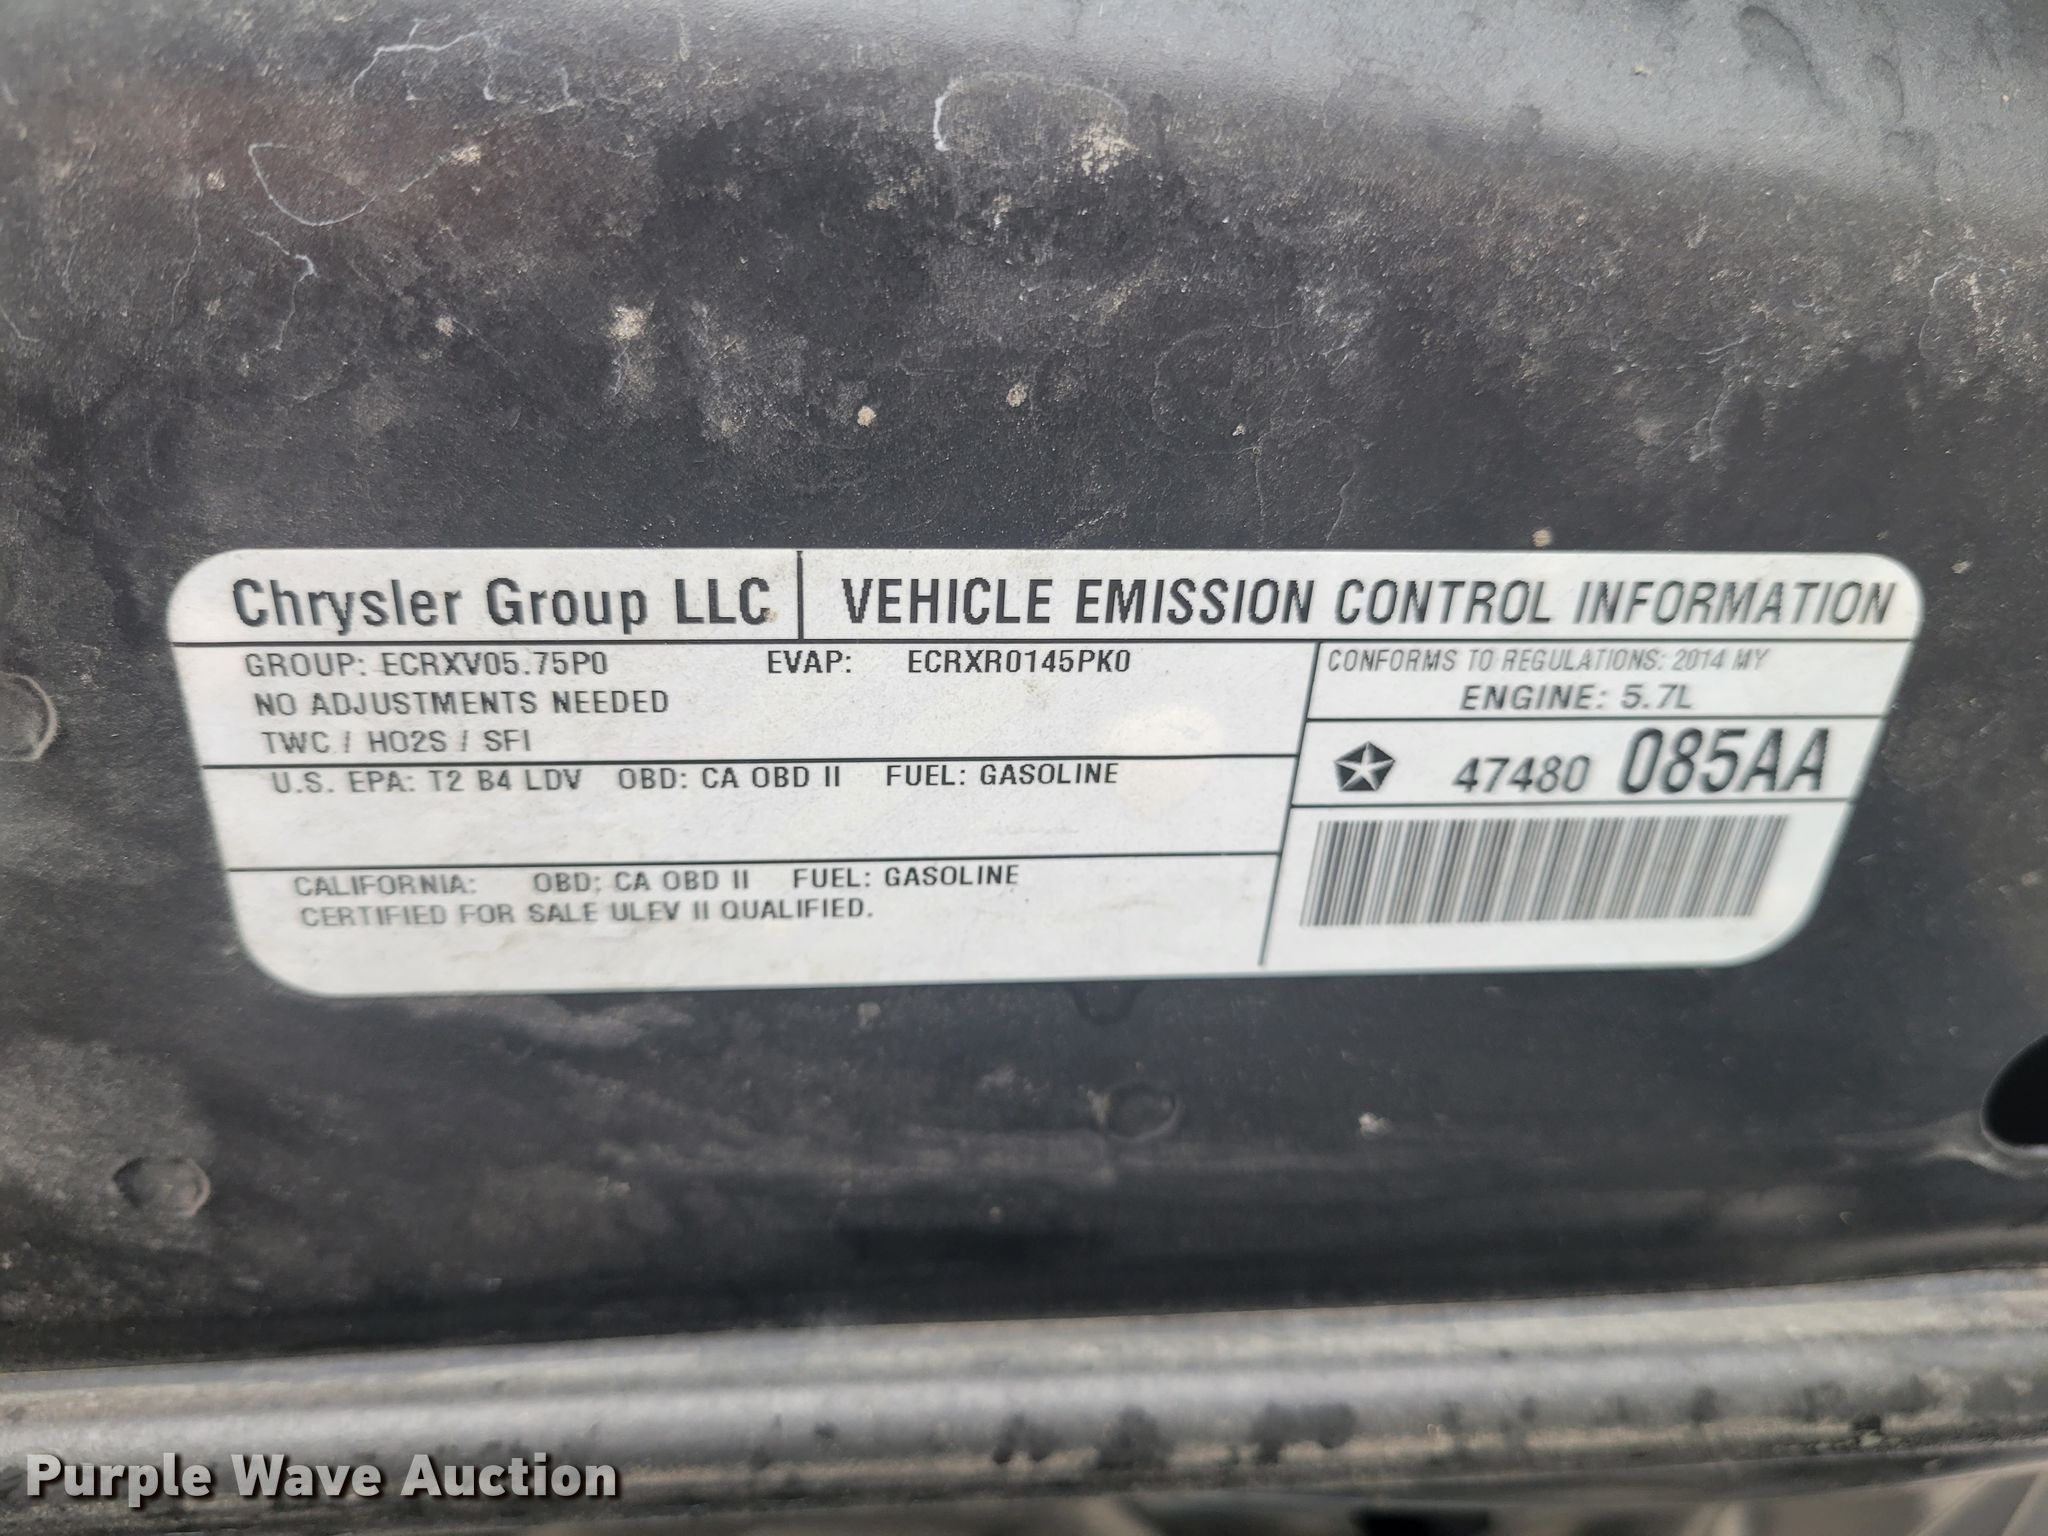 Chrysler Group LLC VEHICLE EMISSION CONTROL INFORMATION
GROUP: ECRXV05.75P0 EVAP: ECRXR0145PK0
NO ADJUSTMENTS NEEDED
TWC / HO2S / SFI
CONFORMS TO REGULATIONS: 2014 MY
ENGINE: 5.7L
47480 085AA
U.S. EPA: T2 B4 LDV OBD: CA OBD II FUEL: GASOLINE
CALIFORNIA: OBD: CA OBD II FUEL: GASOLINE
CERTIFIED FOR SALE ULEV II QUALIFIED.
Purple Wave Auction